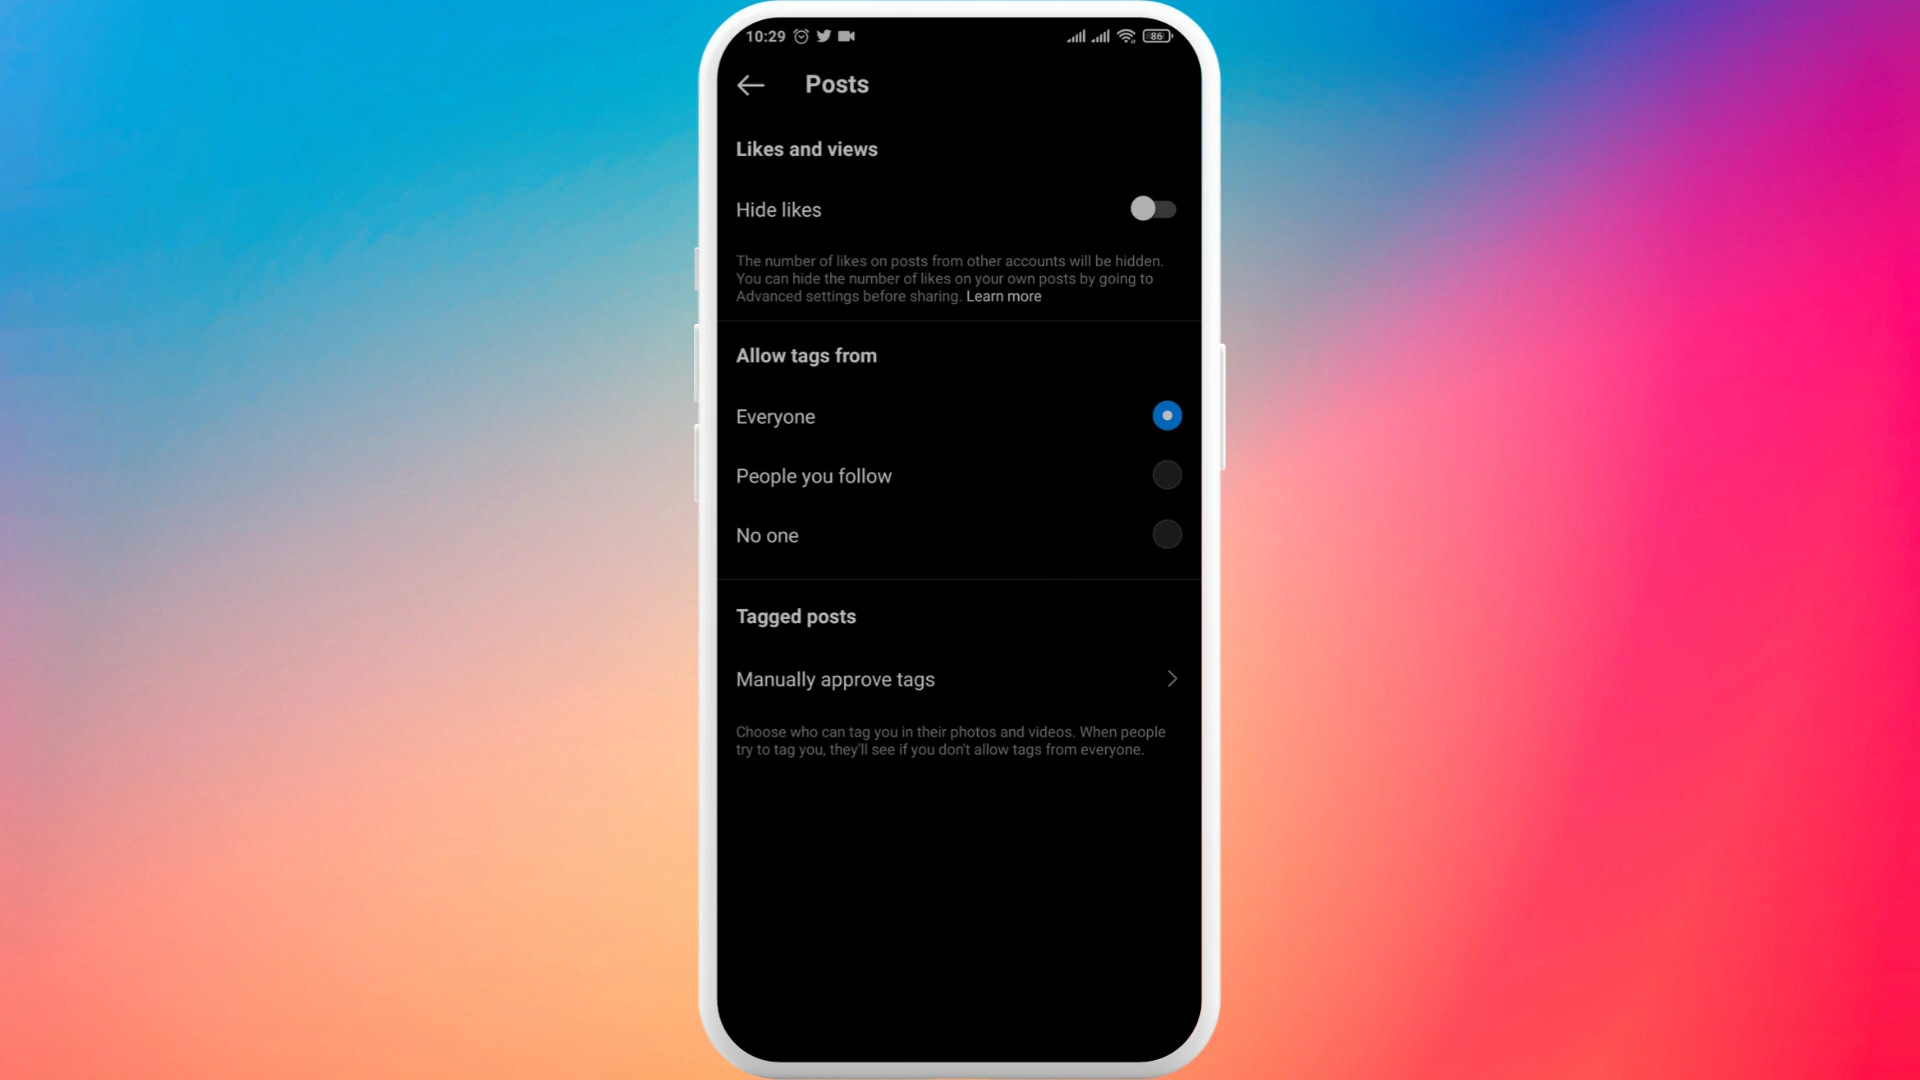 10:29 86
Posts
Likes and views
Hide likes
The number of likes on posts from other accounts will be hidden.
You can hide the number of likes on your own posts by going to
Advanced settings before sharing. Learn more
Allow tags from
Everyone
People you follow
No one
Tagged posts
Manually approve tags
Choose who can tag you in their photos and videos. When people
try to tag you, they'll see if you don't allow tags from everyone.